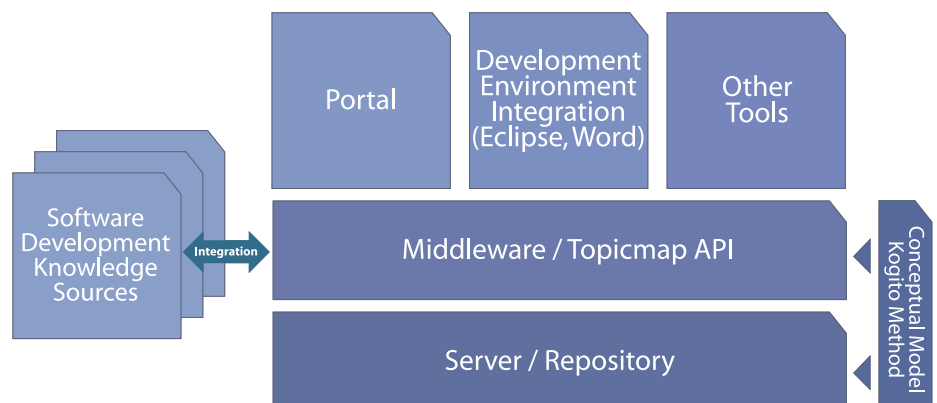 Portal
Development
Environment
Integration
(Eclipse, Word)
Other
Tools
Software
Development
Knowledge
Sources
Integration
Middleware / Topicmap API
Server / Repository
Conceptual Model
Kogito Method